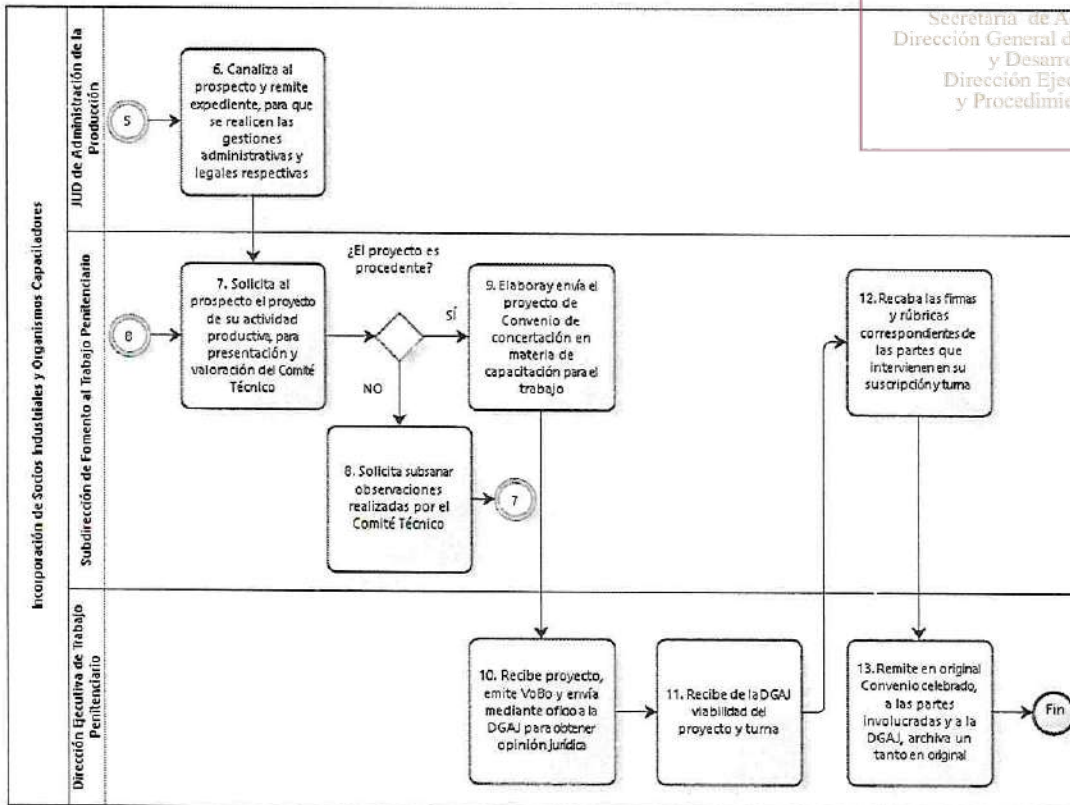 Secretaría de A
Dirección General d
y Desarro
Dirección Ejec
y Procedimie
Incorporación de Socios Industriales y Organismos Capacitadores
JUD de Administración de la
Producción
5
6. Canaliza al
prospecto y remite
expediente, para que
se realicen las
gestiones
administrativas y
legales respectivas
Subdirección de Fomento al Trabajo Penitenciario
8
7. Solicita al
prospecto el proyecto
de su actividad
productiva, para
presentación y
valoración del Comité
Técnico
¿El proyecto es
procedente?
SÍ
NO
8. Solicita subsanar
observaciones
realizadas por el
Comité Técnico
7
9. Elabora y envía el
proyecto de
Convenio de
concertación en
materia de
capacitación para el
trabajo
12. Recaba las firmas
y rúbricas
correspondientes de
las partes que
intervienen en su
suscripción y turna
Dirección Ejecutiva de Trabajo
Penitenciario
10. Recibe proyecto,
emite VoBo y envía
mediante oficio a la
DGAJ para obtener
opinión jurídica
11. Recibe de la DGAJ
viabilidad del
proyecto y turna
13. Remite en original
Convenio celebrado,
a las partes
involucradas y a la
DGAJ, archiva un
tanto en original
Fin